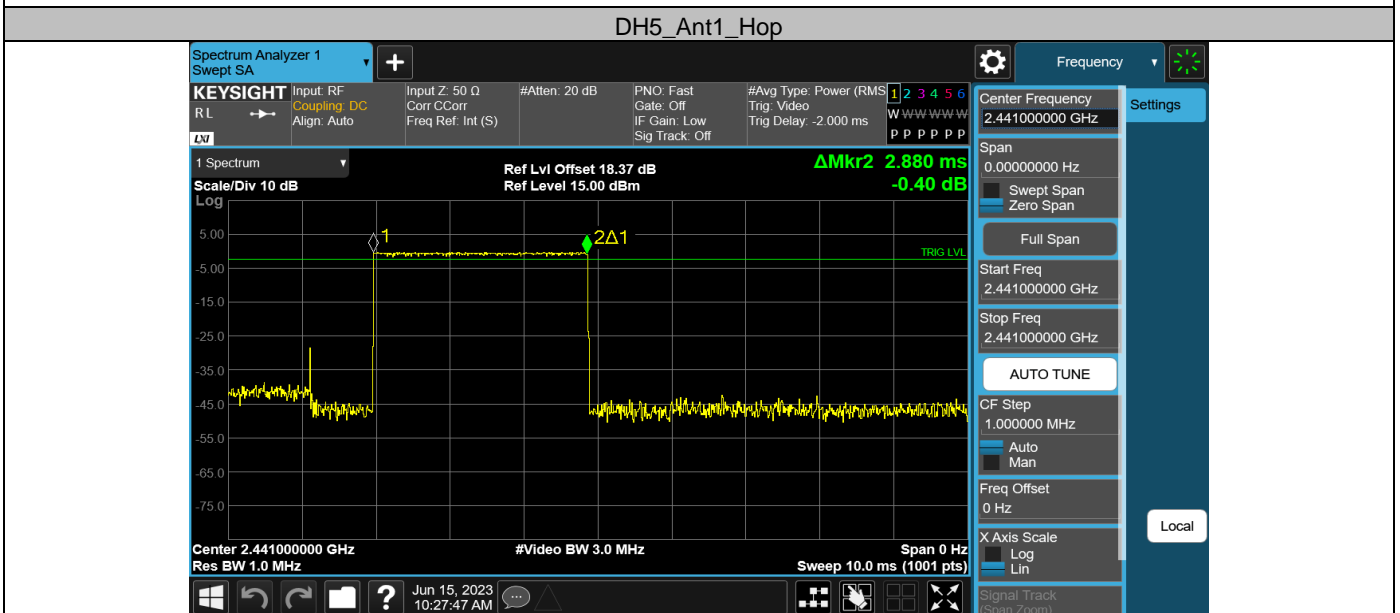 DH5_Ant1_Hop
Spectrum Analyzer 1
Swept SA
Frequency
KEYSIGHT
RL
LXI
Input: RF
Coupling: DC
Align: Auto
Input Z: 50 Ω
Corr CCorr
Freq Ref: Int (S)
#Atten: 20 dB
PNO: Fast
Gate: Off
IF Gain: Low
Sig Track: Off
#Avg Type: Power (RMS
Trig: Video
Trig Delay: -2.000 ms
1 2 3 4 5 6
W W W W W W
P P P P P P
Center Frequency
2.441000000 GHz
Settings
1 Spectrum
Scale/Div 10 dB
Ref Lvl Offset 18.37 dB
Ref Level 15.00 dBm
ΔMkr2 2.880 ms
-0.40 dB
Log
5.00
-5.00
-15.0
-25.0
-35.0
-45.0
-55.0
-65.0
-75.0
1
2Δ1
TRIG LVL
Span
0.00000000 Hz
Swept Span
Zero Span
Full Span
Start Freq
2.441000000 GHz
Stop Freq
2.441000000 GHz
AUTO TUNE
CF Step
1.000000 MHz
Auto
Man
Freq Offset
0 Hz
X Axis Scale
Log
Lin
Signal Track
(Span Zoom)
Local
Center 2.441000000 GHz
Res BW 1.0 MHz
#Video BW 3.0 MHz
Span 0 Hz
Sweep 10.0 ms (1001 pts)
?
Jun 15, 2023
10:27:47 AM